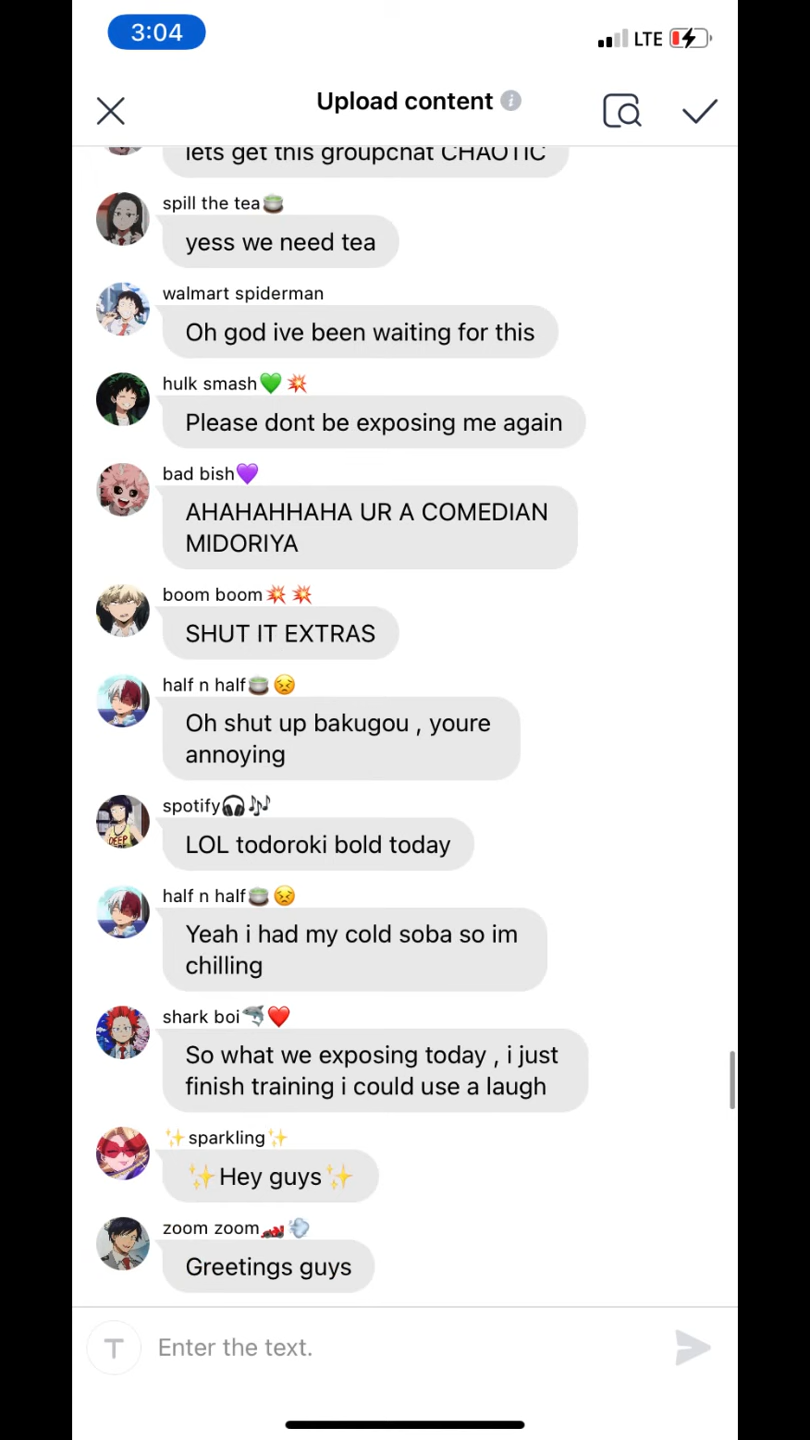 3:04
LTE
Upload content
lets get this groupchat CHAOTIC
spill the tea🍵
yess we need tea
walmart spiderman
Oh god ive been waiting for this
hulk smash💚 💥
Please dont be exposing me again
bad bish💜
AHAHAHHAHA UR A COMEDIAN
MIDORIYA
boom boom💥 💥
SHUT IT EXTRAS
half n half🍵 😣
Oh shut up bakugou , youre
annoying
spotify🎧🎶
LOL todoroki bold today
half n half🍵 😣
Yeah i had my cold soba so im
chilling
shark boi🦈❤️
So what we exposing today , i just
finish training i could use a laugh
✨sparkling✨
✨Hey guys✨
zoom zoom🏎️💨
Greetings guys
T
Enter the text.